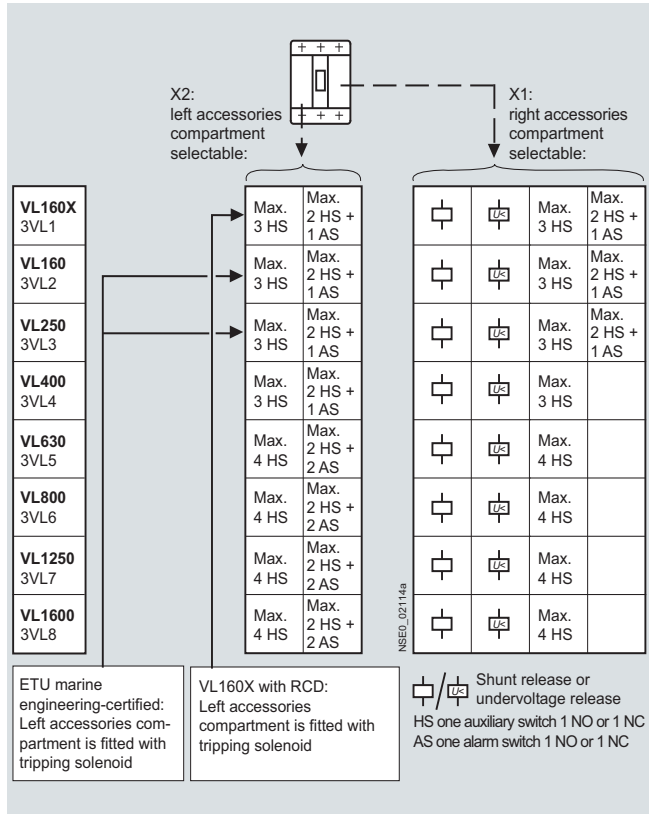 X2:
left accessories
compartment
selectable:
X1:
right accessories
compartment
selectable:
VL160X
3VL1
Max.
3 HS
Max.
2 HS +
1 AS
U<
Max.
3 HS
Max.
2 HS +
1 AS
VL160
3VL2
Max.
3 HS
Max.
2 HS +
1 AS
U<
Max.
3 HS
Max.
2 HS +
1 AS
VL250
3VL3
Max.
3 HS
Max.
2 HS +
1 AS
U<
Max.
3 HS
Max.
2 HS +
1 AS
VL400
3VL4
Max.
3 HS
Max.
2 HS +
1 AS
U<
Max.
3 HS
VL630
3VL5
Max.
4 HS
Max.
2 HS +
2 AS
U<
Max.
4 HS
VL800
3VL6
Max.
4 HS
Max.
2 HS +
2 AS
U<
Max.
4 HS
VL1250
3VL7
Max.
4 HS
Max.
2 HS +
2 AS
U<
Max.
4 HS
VL1600
3VL8
Max.
4 HS
Max.
2 HS +
2 AS
U<
Max.
4 HS
NSE0_02114a
ETU marine
engineering-certified:
Left accessories com-
partment is fitted with
tripping solenoid
VL160X with RCD:
Left accessories
compartment is fitted with
tripping solenoid
/ U< Shunt release or
undervoltage release
HS one auxiliary switch 1 NO or 1 NC
AS one alarm switch 1 NO or 1 NC